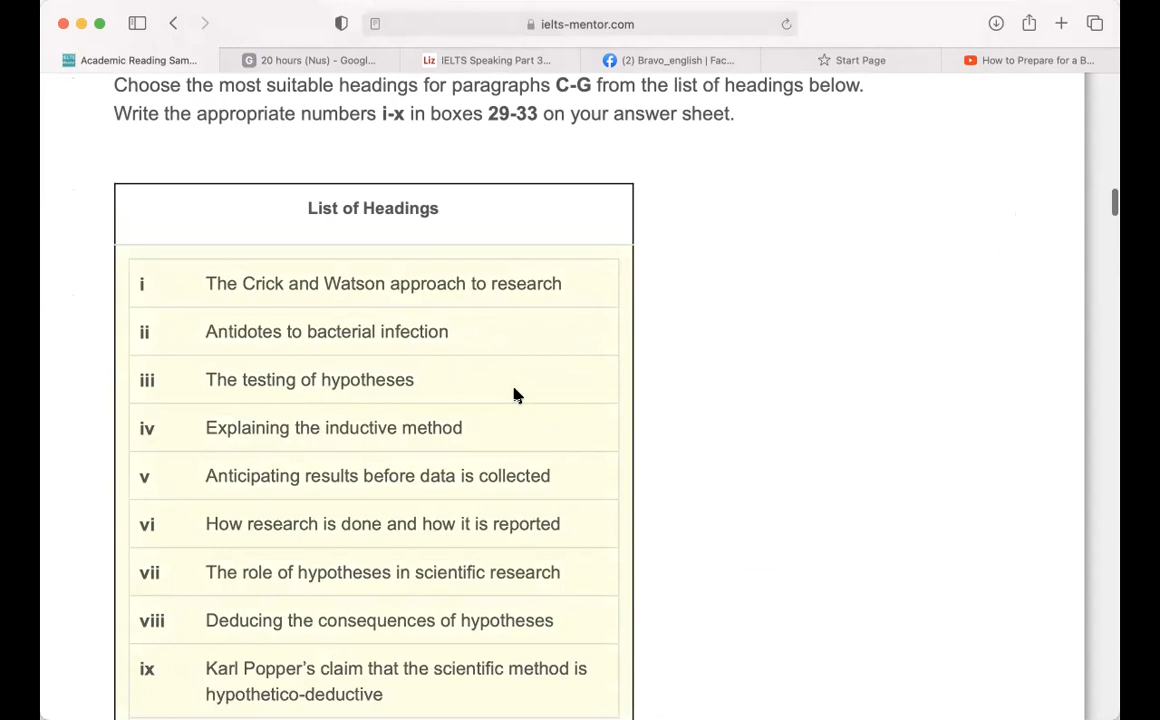 ielts-mentor.com
Academic Reading Sam...
G 20 hours (Nus) - Googl...
Liz IELTS Speaking Part 3...
(2) Bravo_english | Fac...
Start Page
How to Prepare for a B...
Choose the most suitable headings for paragraphs C-G from the list of headings below.
Write the appropriate numbers i-x in boxes 29-33 on your answer sheet.
List of Headings
i The Crick and Watson approach to research
ii Antidotes to bacterial infection
iii The testing of hypotheses
iv Explaining the inductive method
v Anticipating results before data is collected
vi How research is done and how it is reported
vii The role of hypotheses in scientific research
viii Deducing the consequences of hypotheses
ix Karl Popper’s claim that the scientific method is
hypothetico-deductive